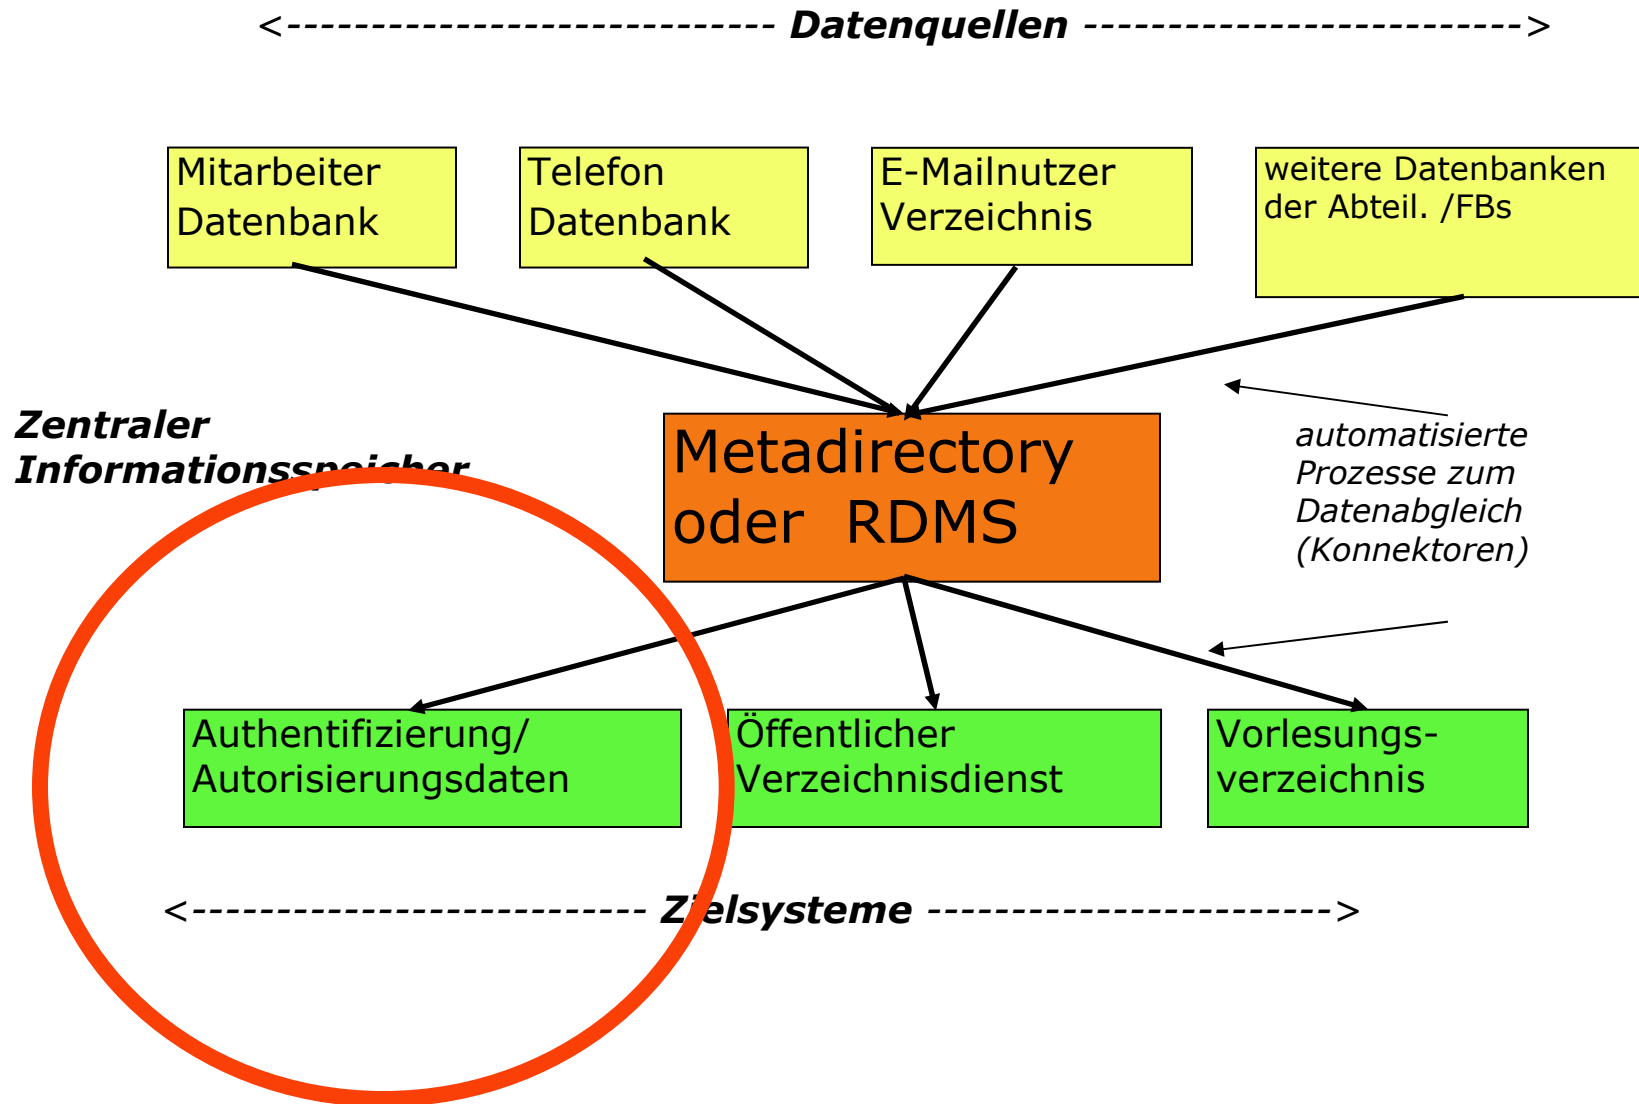 <--------------------------- Datenquellen -------------------------->
Mitarbeiter
Datenbank
Telefon
Datenbank
E-Mailnutzer
Verzeichnis
weitere Datenbanken
der Abteil. /FBs
Zentraler
Informationsspeicher
Metadirectory
oder RDMS
automatisierte
Prozesse zum
Datenabgleich
(Konnektoren)
Authentifizierung/
Autorisierungsdaten
Öffentlicher
Verzeichnisdienst
Vorlesungs-
verzeichnis
<--------------------------- Zielsysteme ------------------------>